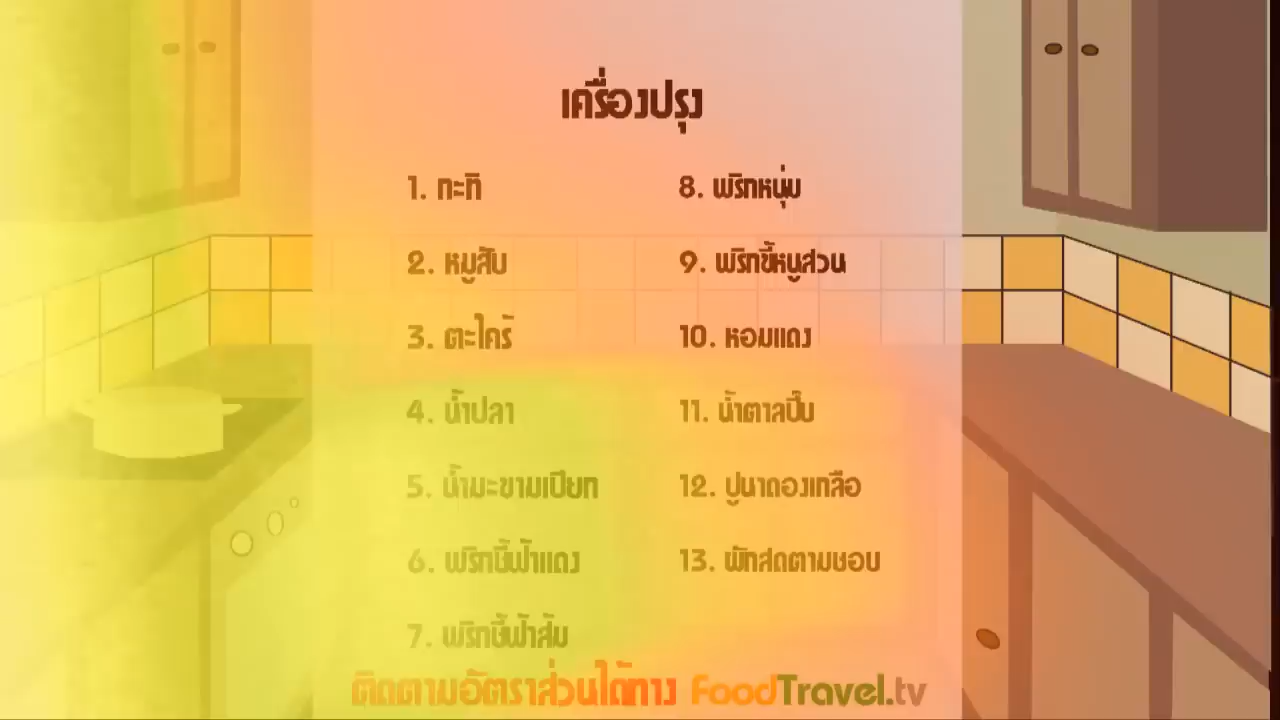 เครื่องปรุง
1. กะทิ
2. หมูสับ
3. ตะไคร้
4. น้ำปลา
5. น้ำมะขามเปียก
6. พริกชี้ฟ้าแดง
7. พริกชี้ฟ้าส้ม
8. พริกหนุ่ม
9. พริกขี้หนูสวน
10. หอมแดง
11. น้ำตาลปี๊บ
12. ปูนาดองเกลือ
13. ผักสดตามชอบ
ติดตามอัตราส่วนได้ทาง FoodTravel.tv